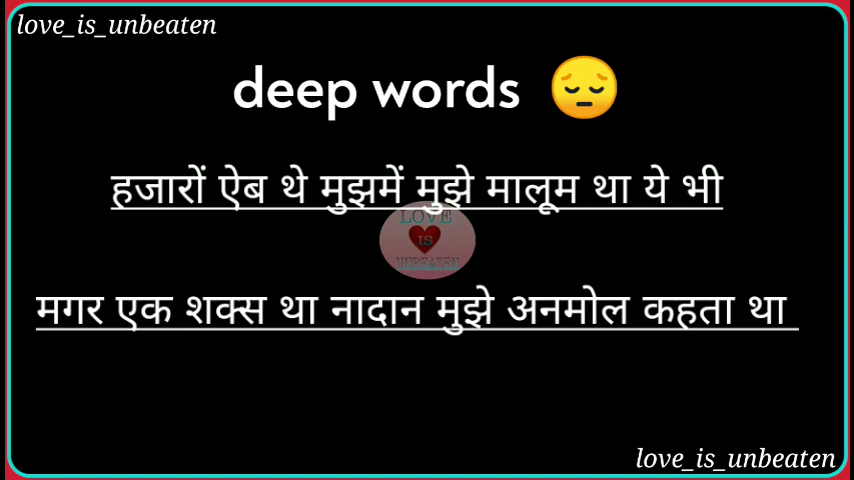 love_is_unbeaten
deep words 😔
हजारों ऐब थे मुझमें मुझे मालूम था ये भी
LOVE
IS
UNBEATEN
मगर एक शक्स था नादान मुझे अनमोल कहता था
love_is_unbeaten